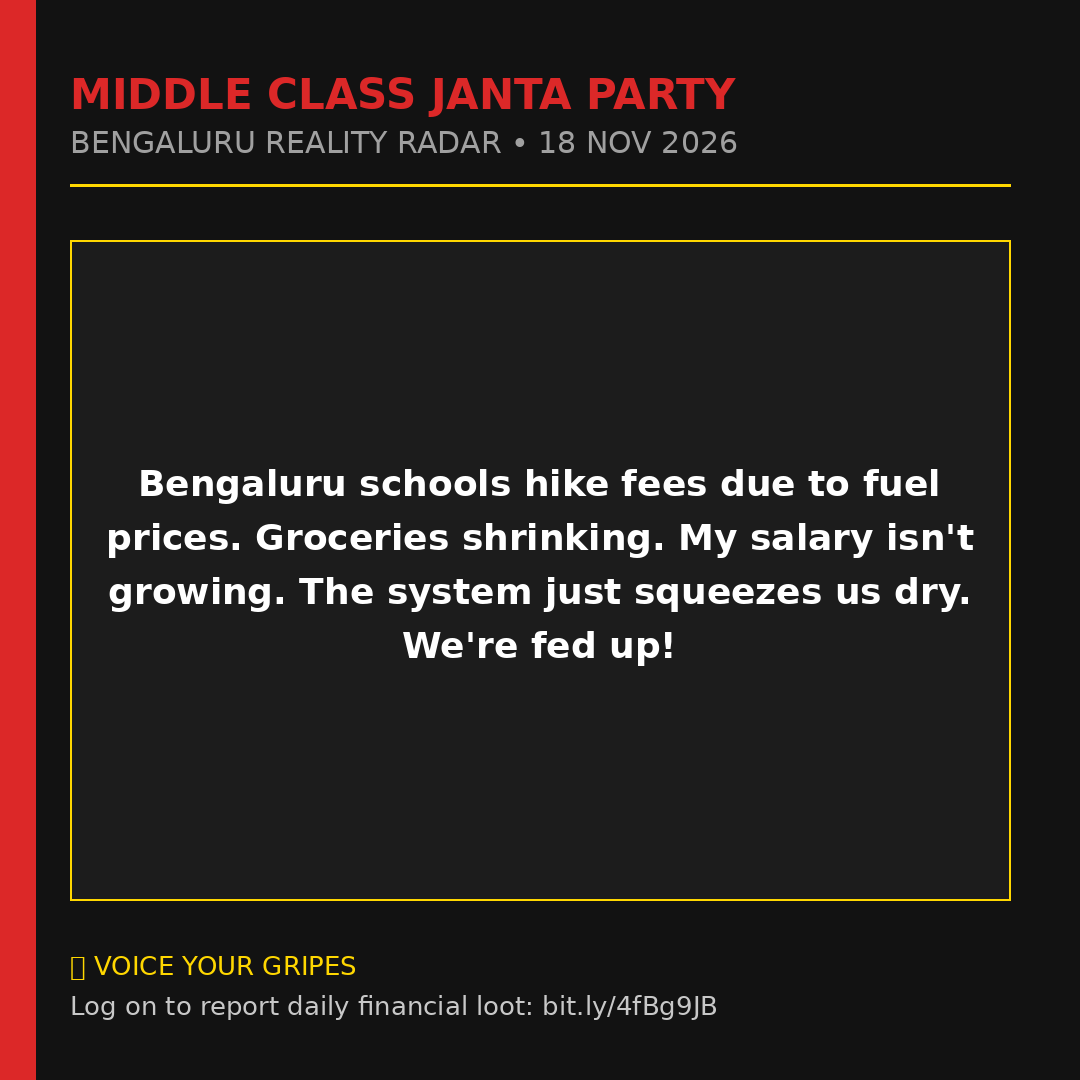 MIDDLE CLASS JANTA PARTY
BENGALURU REALITY RADAR • 18 NOV 2026
Bengaluru schools hike fees due to fuel
prices. Groceries shrinking. My salary isn't
growing. The system just squeezes us dry.
We're fed up!
VOICE YOUR GRIPES
Log on to report daily financial loot: bit.ly/4fBg9JB